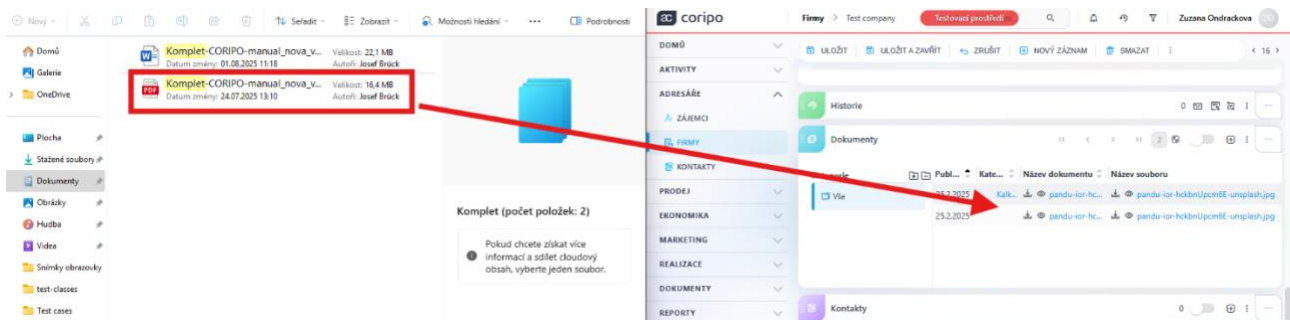 Nový
Seřadit
Zobrazit
Možnosti hledání
Podrobnosti
Domů
Galerie
OneDrive
Plocha
Stažené soubory
Dokumenty
Obrázky
Hudba
Videa
Snímky obrazovky
test-classes
Test cases
Komplet-CORIPO-manual_nova_v...
Velikost: 22,1 MB
Datum změny: 01.08.2025 11:18
Autoři: Josef Brück
Komplet-CORIPO-manual_nova_v...
Velikost: 16,4 MB
Datum změny: 24.07.2025 13:10
Autoři: Josef Brück
Komplet (počet položek: 2)
Pokud chcete získat více
informací a sdílet cloudový
obsah, vyberte jeden soubor.
ac coripo
Firmy > Test company
Testovací prostředí
Zuzana Ondrackova
ZO
DOMŮ
AKTIVITY
ADRESÁŘE
ZÁJEMCI
FIRMY
KONTAKTY
PRODEJ
EKONOMIKA
MARKETING
REALIZACE
DOKUMENTY
REPORTY
ULOŽIT
ULOŽIT A ZAVŘÍT
ZRUŠIT
NOVÝ ZÁZNAM
SMAZAT
16
Historie
0
Dokumenty
2
Vše
Publ... Kate... Název dokumentu Název souboru
25.2.2025 Kalk... pandu-ior-hc... pandu-ior-hckbnUpcm6E-unsplash.jpg
25.2.2025 pandu-ior-hc... pandu-ior-hckbnUpcm6E-unsplash.jpg
Kontakty
0